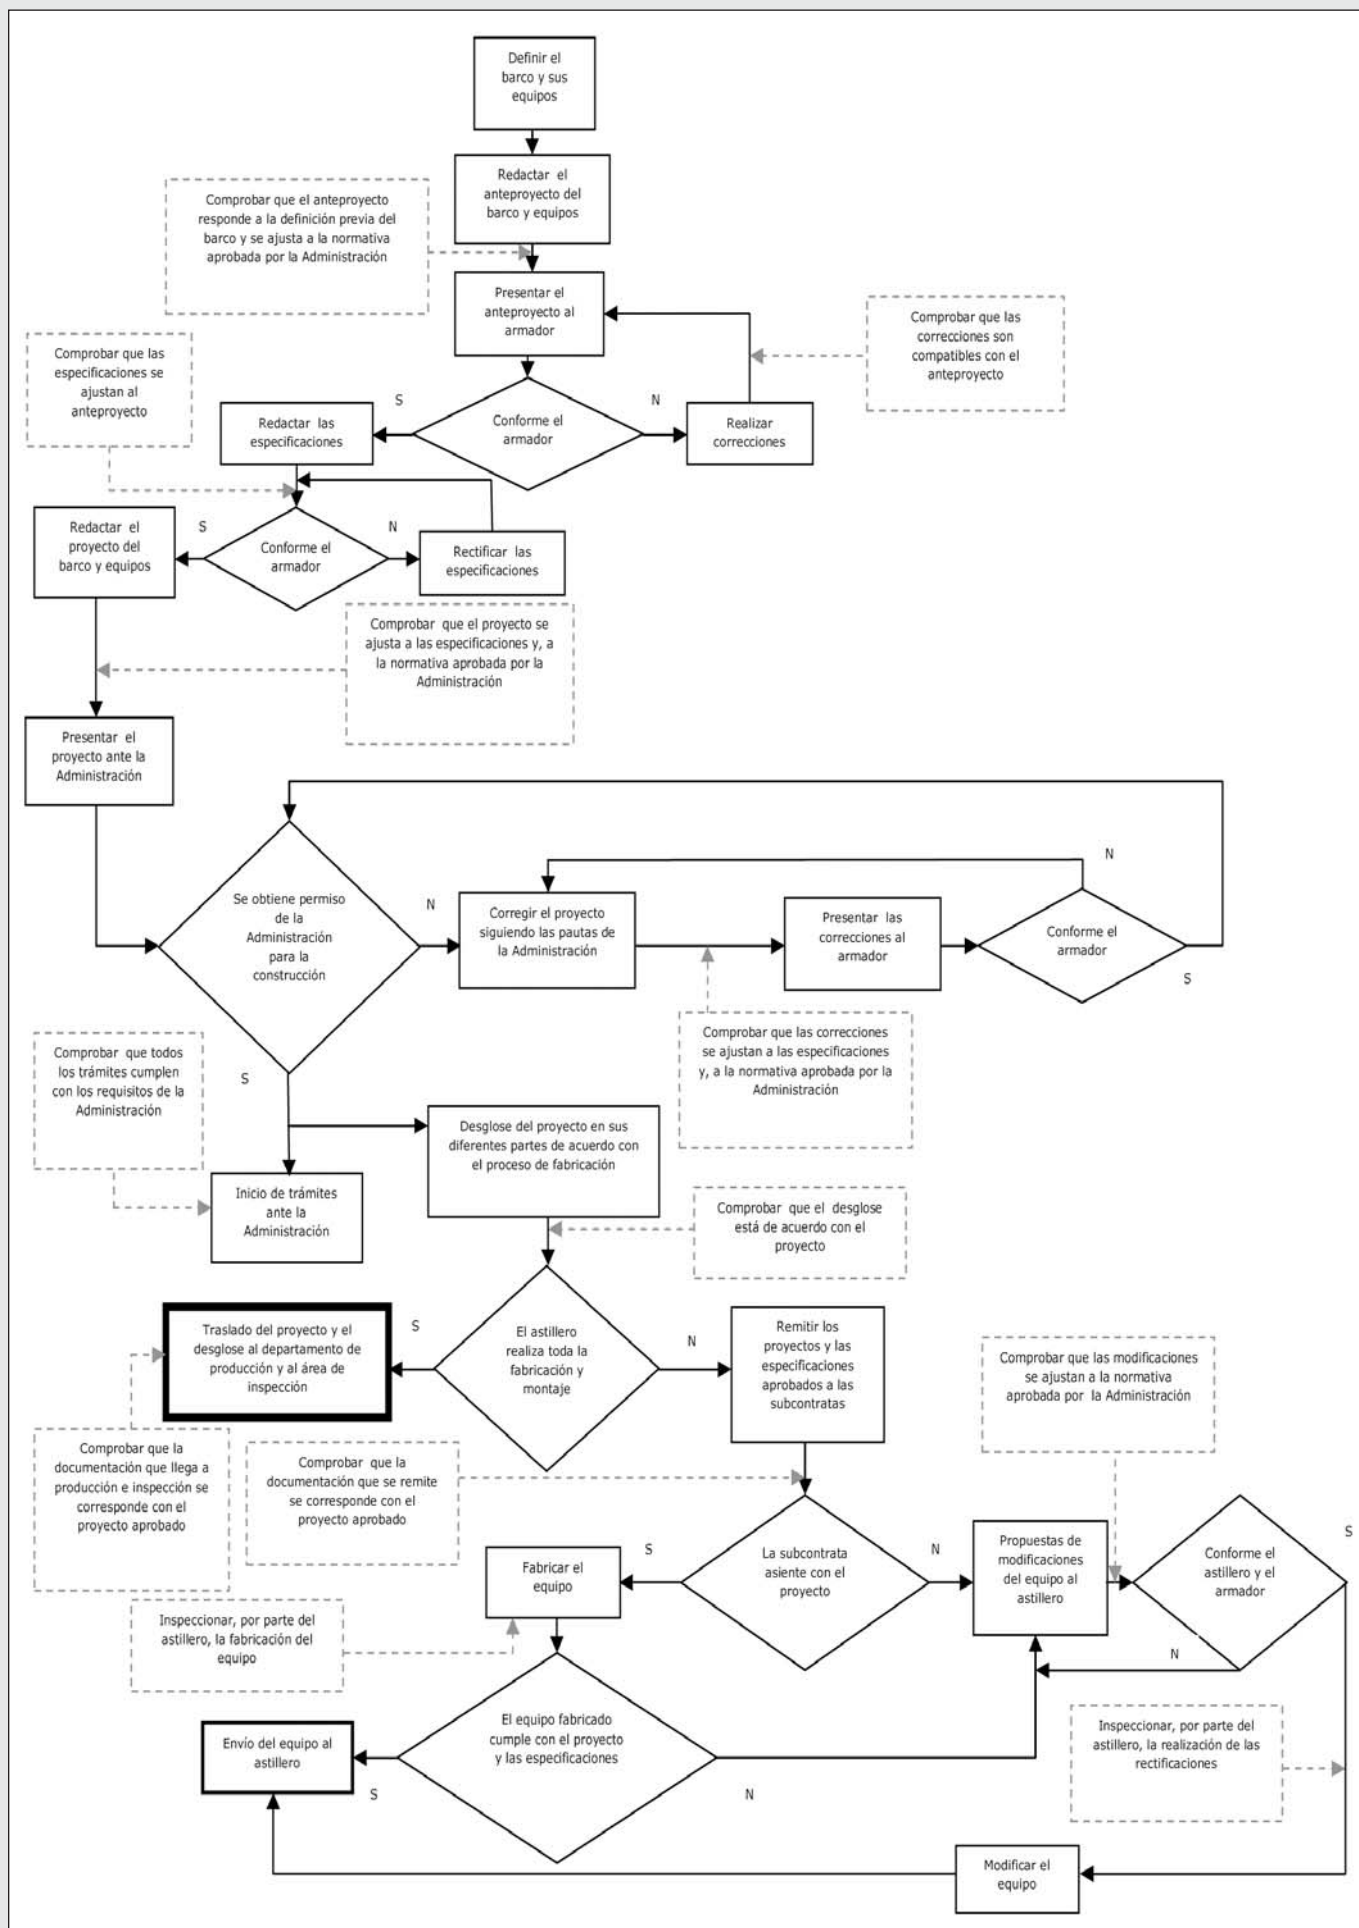 Definir el
barco y sus
equipos
Redactar el
anteproyecto del
barco y equipos
Comprobar que el anteproyecto
responde a la definición previa del
barco y se ajusta a la normativa
aprobada por la Administración
Presentar el
anteproyecto al
armador
Comprobar que las
correcciones son
compatibles con el
anteproyecto
Comprobar que las
especificaciones se
ajustan al
anteproyecto
S
N
Redactar las
especificaciones
Conforme el
armador
Realizar
correcciones
Redactar el
proyecto del
barco y equipos
S
N
Conforme el
armador
Rectificar las
especificaciones
Comprobar que el proyecto se
ajusta a las especificaciones y, a
la normativa aprobada por la
Administración
Presentar el
proyecto ante la
Administración
Se obtiene permiso
de la
Administración
para la
construcción
N
Corregir el proyecto
siguiendo las pautas de
la Administración
Presentar las
correcciones al
armador
N
Conforme el
armador
S
Comprobar que las correcciones
se ajustan a las especificaciones
y, a la normativa aprobada por la
Administración
Comprobar que todos
los trámites cumplen
con los requisitos de la
Administración
S
Desglose del proyecto en sus
diferentes partes de acuerdo con
el proceso de fabricación
Inicio de trámites
ante la
Administración
Comprobar que el desglose
está de acuerdo con el
proyecto
Traslado del proyecto y el
desglose al departamento de
producción y al área de
inspección
S
El astillero
realiza toda la
fabricación y
montaje
N
Remitir los
proyectos y las
especificaciones
aprobados a las
subcontratas
Comprobar que las modificaciones
se ajustan a la normativa
aprobada por la Administración
Comprobar que la
documentación que llega a
producción e inspección se
corresponde con el
proyecto aprobado
Comprobar que la
documentación que se remite
se corresponde con el
proyecto aprobado
Fabricar el
equipo
S
La subcontrata
asiente con el
proyecto
N
Propuestas de
modificaciones
del equipo al
astillero
Conforme el
astillero y el
armador
S
N
Inspeccionar, por parte del
astillero, la fabricación del
equipo
El equipo fabricado
cumple con el proyecto
y las especificaciones
Envío del equipo al
astillero
S
N
Inspeccionar, por parte del
astillero, la realización de las
rectificaciones
Modificar el
equipo